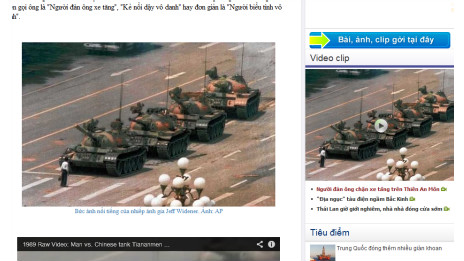 n gọi ông là "Người đàn ông xe tăng", "Kẻ nổi dậy vô danh" hay đơn giản là "Người biểu tình vô
h".
Bức ảnh nổi tiếng của nhiếp ảnh gia Jeff Widener. Ảnh: AP
1989 Raw Video: Man vs. Chinese tank Tiananmen ...
Bài, ảnh, clip gởi tại đây
Video clip
Người đàn ông chặn xe tăng trên Thiên An Môn
"Địa ngục" tàu điện ngầm Bắc Kinh
Thái Lan giờ giới nghiêm, nhà nhà đóng cửa sớm
Tiêu điểm
Trung Quốc đóng thêm nhiều giàn khoan